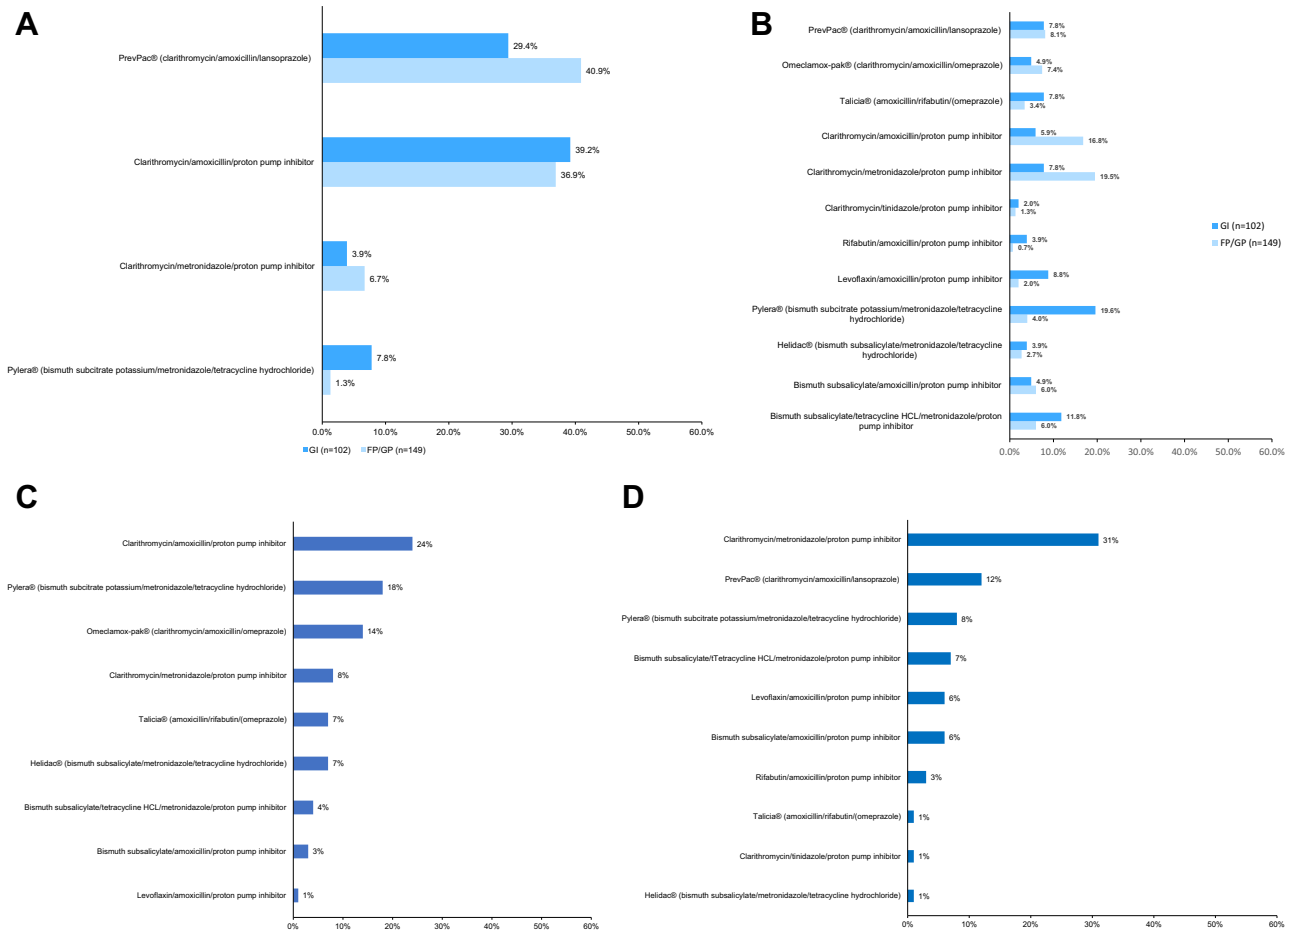 A
PrevPac® (clarithromycin/amoxicillin/lansoprazole)
29.4%
40.9%
Clarithromycin/amoxicillin/proton pump inhibitor
39.2%
36.9%
Clarithromycin/metronidazole/proton pump inhibitor
3.9%
6.7%
Pylera® (bismuth subcitrate potassium/metronidazole/tetracycline hydrochloride)
7.8%
1.3%
0.0% 10.0% 20.0% 30.0% 40.0% 50.0% 60.0%
GI (n=102) FP/GP (n=149)
B
PrevPac® (clarithromycin/amoxicillin/lansoprazole)
7.8%
8.1%
Omeclamox-pak® (clarithromycin/amoxicillin/omeprazole)
4.9%
7.4%
Talicia® (amoxicillin/rifabutin/(omeprazole)
7.8%
3.4%
Clarithromycin/amoxicillin/proton pump inhibitor
5.9%
16.8%
Clarithromycin/metronidazole/proton pump inhibitor
7.8%
19.5%
Clarithromycin/tinidazole/proton pump inhibitor
2.0%
1.3%
Rifabutin/amoxicillin/proton pump inhibitor
3.9%
0.7%
Levoflaxin/amoxicillin/proton pump inhibitor
8.8%
2.0%
Pylera® (bismuth subcitrate potassium/metronidazole/tetracycline
hydrochloride)
19.6%
4.0%
Helidac® (bismuth subsalicylate/metronidazole/tetracycline
hydrochloride)
3.9%
2.7%
Bismuth subsalicylate/amoxicillin/proton pump inhibitor
4.9%
6.0%
Bismuth subsalicylate/tetracycline HCL/metronidazole/proton
pump inhibitor
11.8%
6.0%
0.0% 10.0% 20.0% 30.0% 40.0% 50.0% 60.0%
GI (n=102)
FP/GP (n=149)
C
Clarithromycin/amoxicillin/proton pump inhibitor
24%
Pylera® (bismuth subcitrate potassium/metronidazole/tetracycline hydrochloride)
18%
Omeclamox-pak® (clarithromycin/amoxicillin/omeprazole)
14%
Clarithromycin/metronidazole/proton pump inhibitor
8%
Talicia® (amoxicillin/rifabutin/(omeprazole)
7%
Helidac® (bismuth subsalicylate/metronidazole/tetracycline hydrochloride)
7%
Bismuth subsalicylate/tetracycline HCL/metronidazole/proton pump inhibitor
4%
Bismuth subsalicylate/amoxicillin/proton pump inhibitor
3%
Levoflaxin/amoxicillin/proton pump inhibitor
1%
0% 10% 20% 30% 40% 50% 60%
D
Clarithromycin/metronidazole/proton pump inhibitor
31%
PrevPac® (clarithromycin/amoxicillin/lansoprazole)
12%
Pylera® (bismuth subcitrate potassium/metronidazole/tetracycline hydrochloride)
8%
Bismuth subsalicylate/tTetracycline HCL/metronidazole/proton pump inhibitor
7%
Levoflaxin/amoxicillin/proton pump inhibitor
6%
Bismuth subsalicylate/amoxicillin/proton pump inhibitor
6%
Rifabutin/amoxicillin/proton pump inhibitor
3%
Talicia® (amoxicillin/rifabutin/(omeprazole)
1%
Clarithromycin/tinidazole/proton pump inhibitor
1%
Helidac® (bismuth subsalicylate/metronidazole/tetracycline hydrochloride)
1%
0% 10% 20% 30% 40% 50% 60%